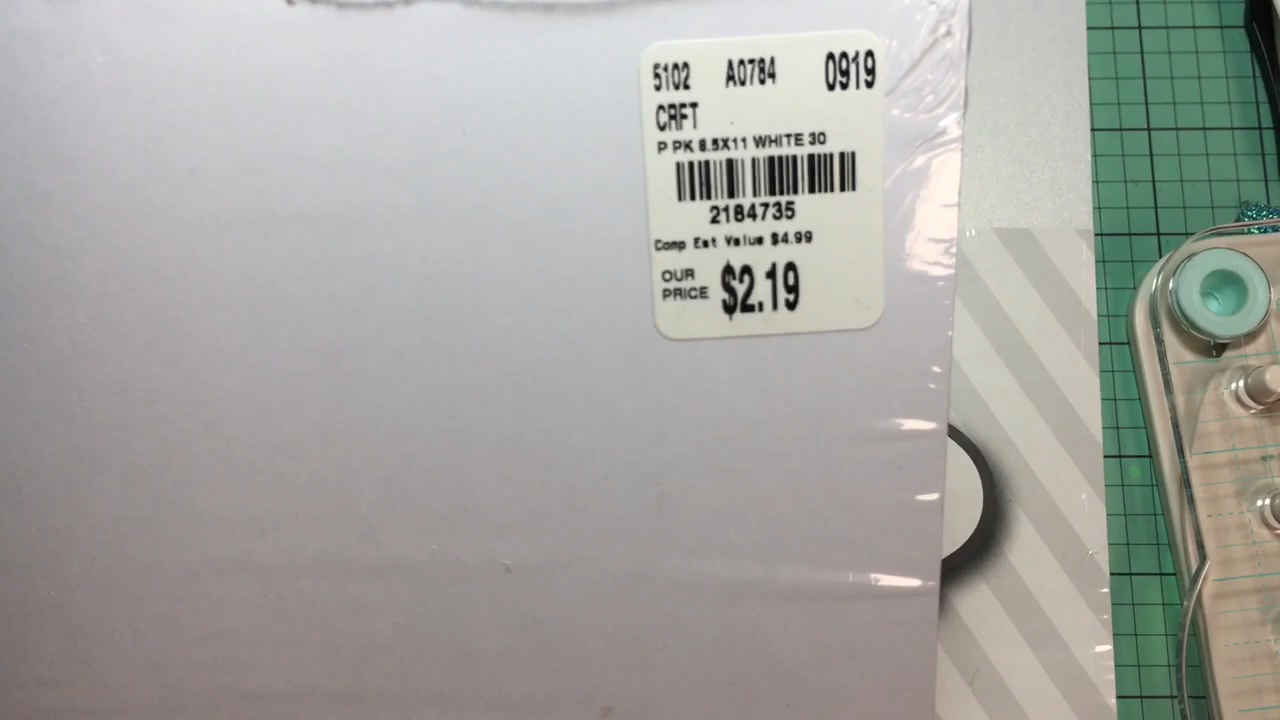 5102 A0784 0919
CRFT
P PK 8.5X11 WHITE 30
2184735
Comp Est Value $4.99
OUR PRICE $2.19